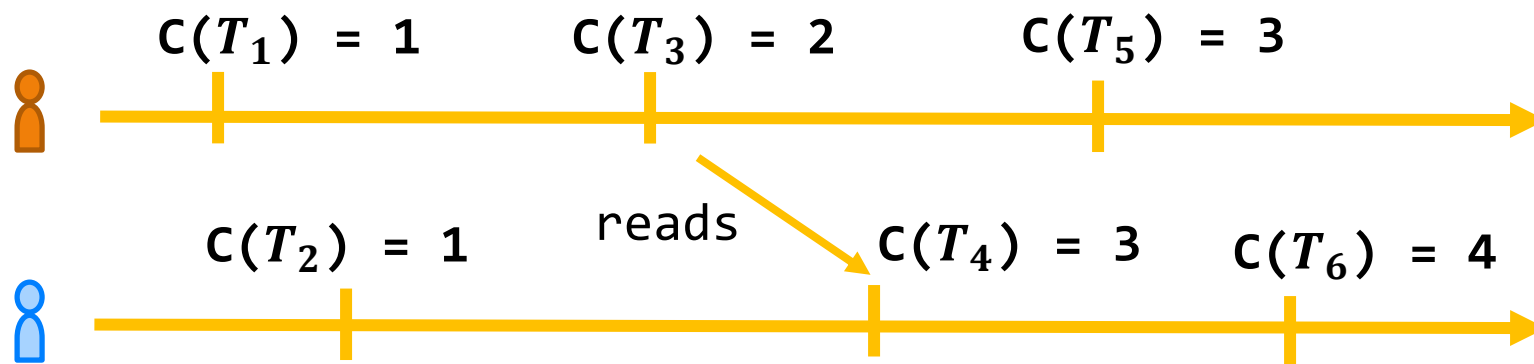 C(T₁) = 1 C(T₃) = 2 C(T₅) = 3
reads
C(T₂) = 1 C(T₄) = 3 C(T₆) = 4